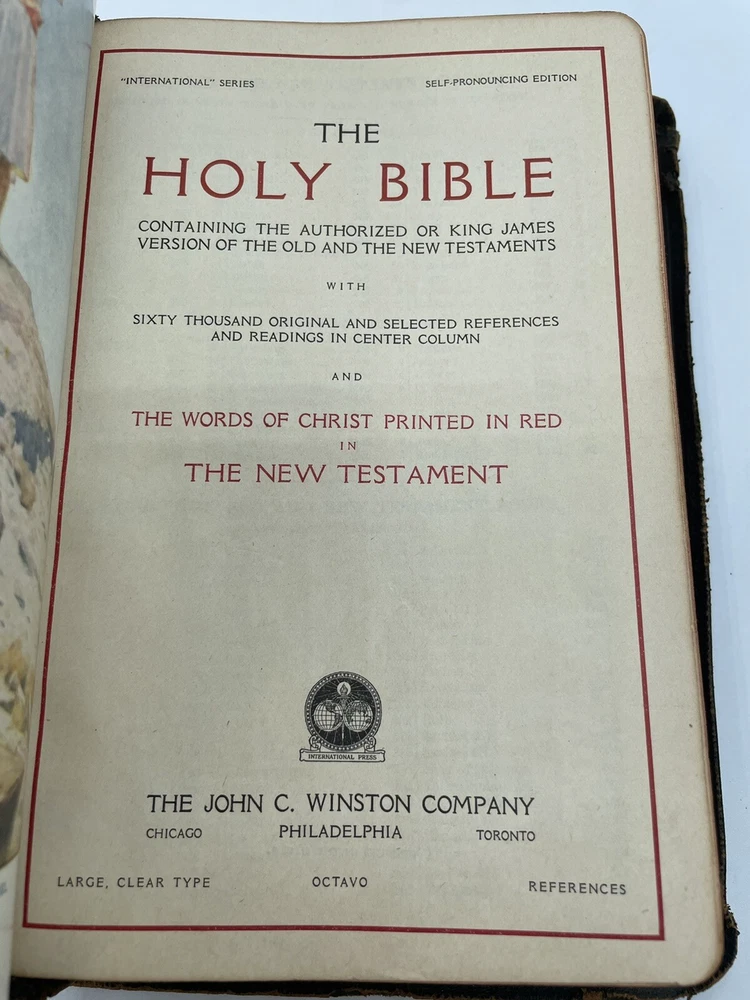 "INTERNATIONAL" SERIES
SELF-PRONOUNCING EDITION
THE
HOLY BIBLE
CONTAINING THE AUTHORIZED OR KING JAMES
VERSION OF THE OLD AND THE NEW TESTAMENTS
WITH
SIXTY THOUSAND ORIGINAL AND SELECTED REFERENCES
AND READINGS IN CENTER COLUMN
AND
THE WORDS OF CHRIST PRINTED IN RED
IN
THE NEW TESTAMENT
INTERNATIONAL PRESS
THE JOHN C. WINSTON COMPANY
CHICAGO PHILADELPHIA TORONTO
LARGE, CLEAR TYPE OCTAVO REFERENCES